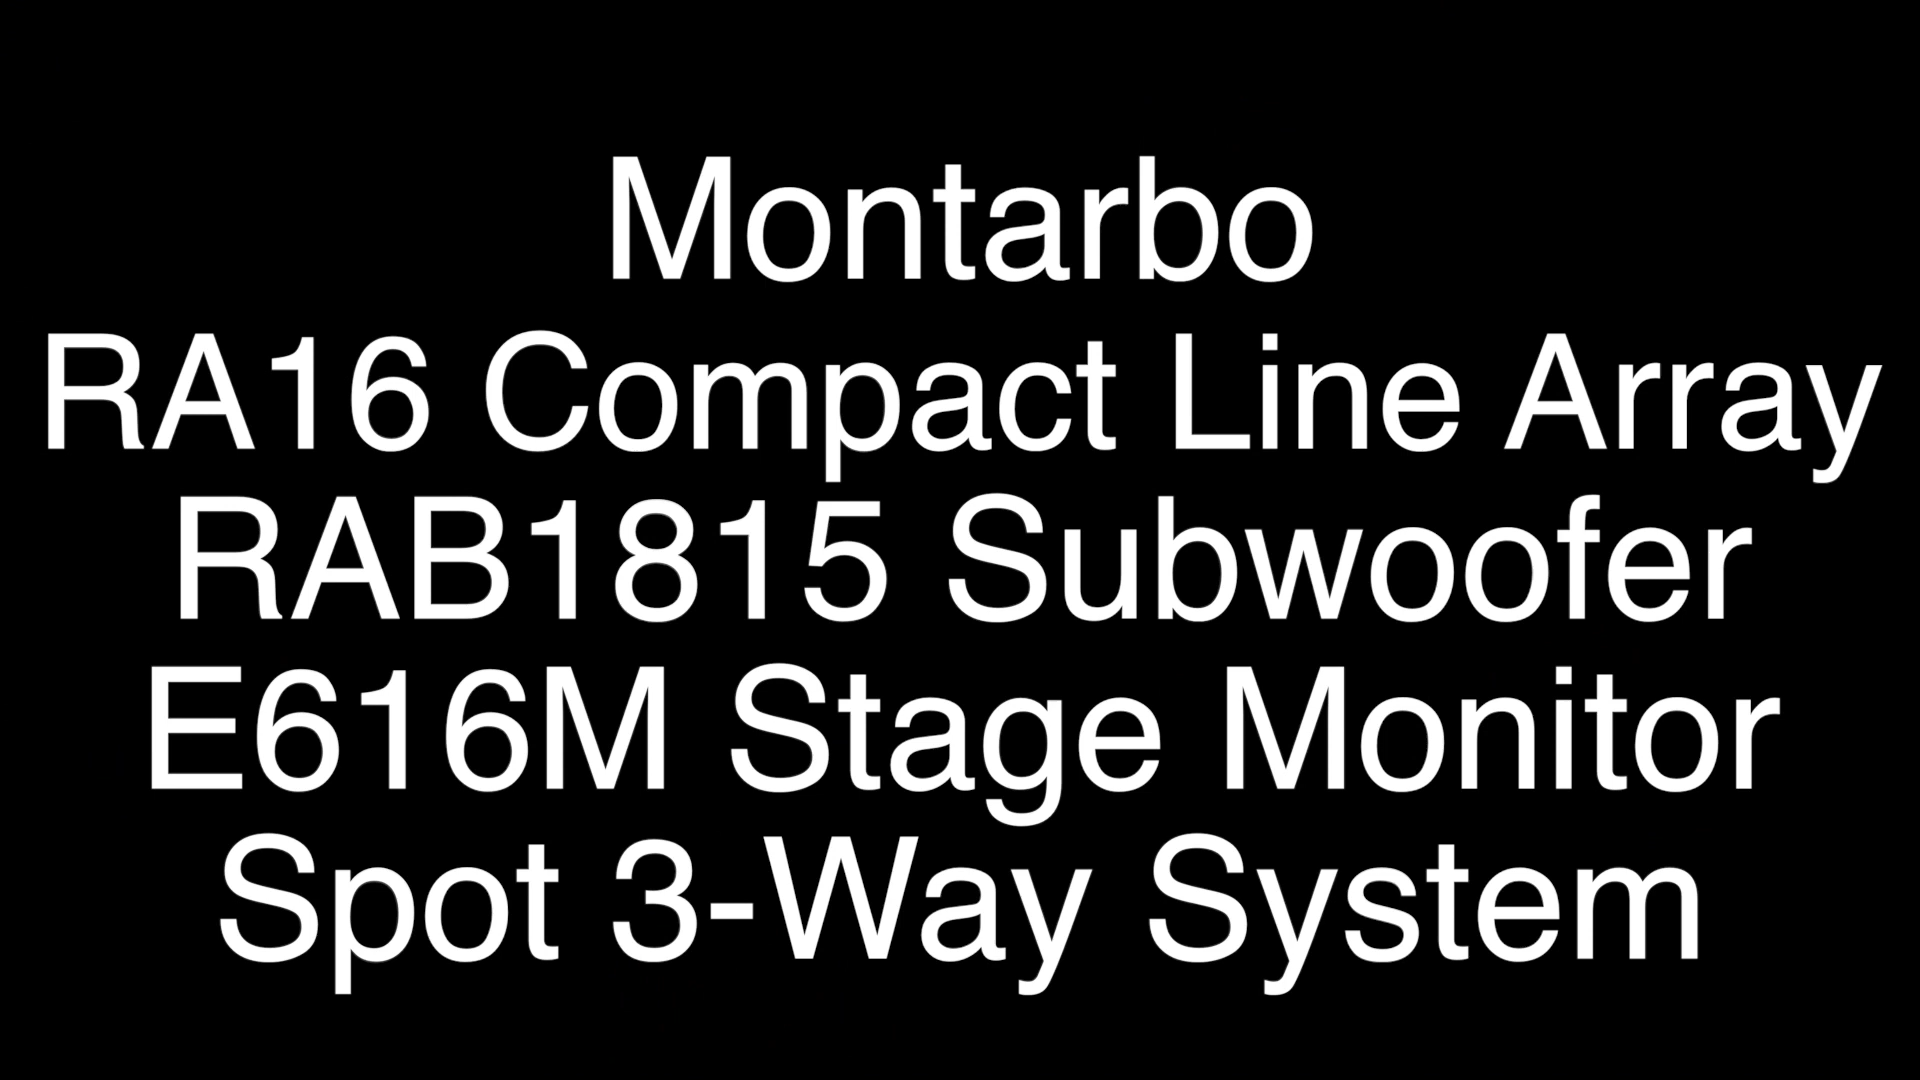 Montarbo
RA16 Compact Line Array
RAB1815 Subwoofer
E616M Stage Monitor
Spot 3-Way System